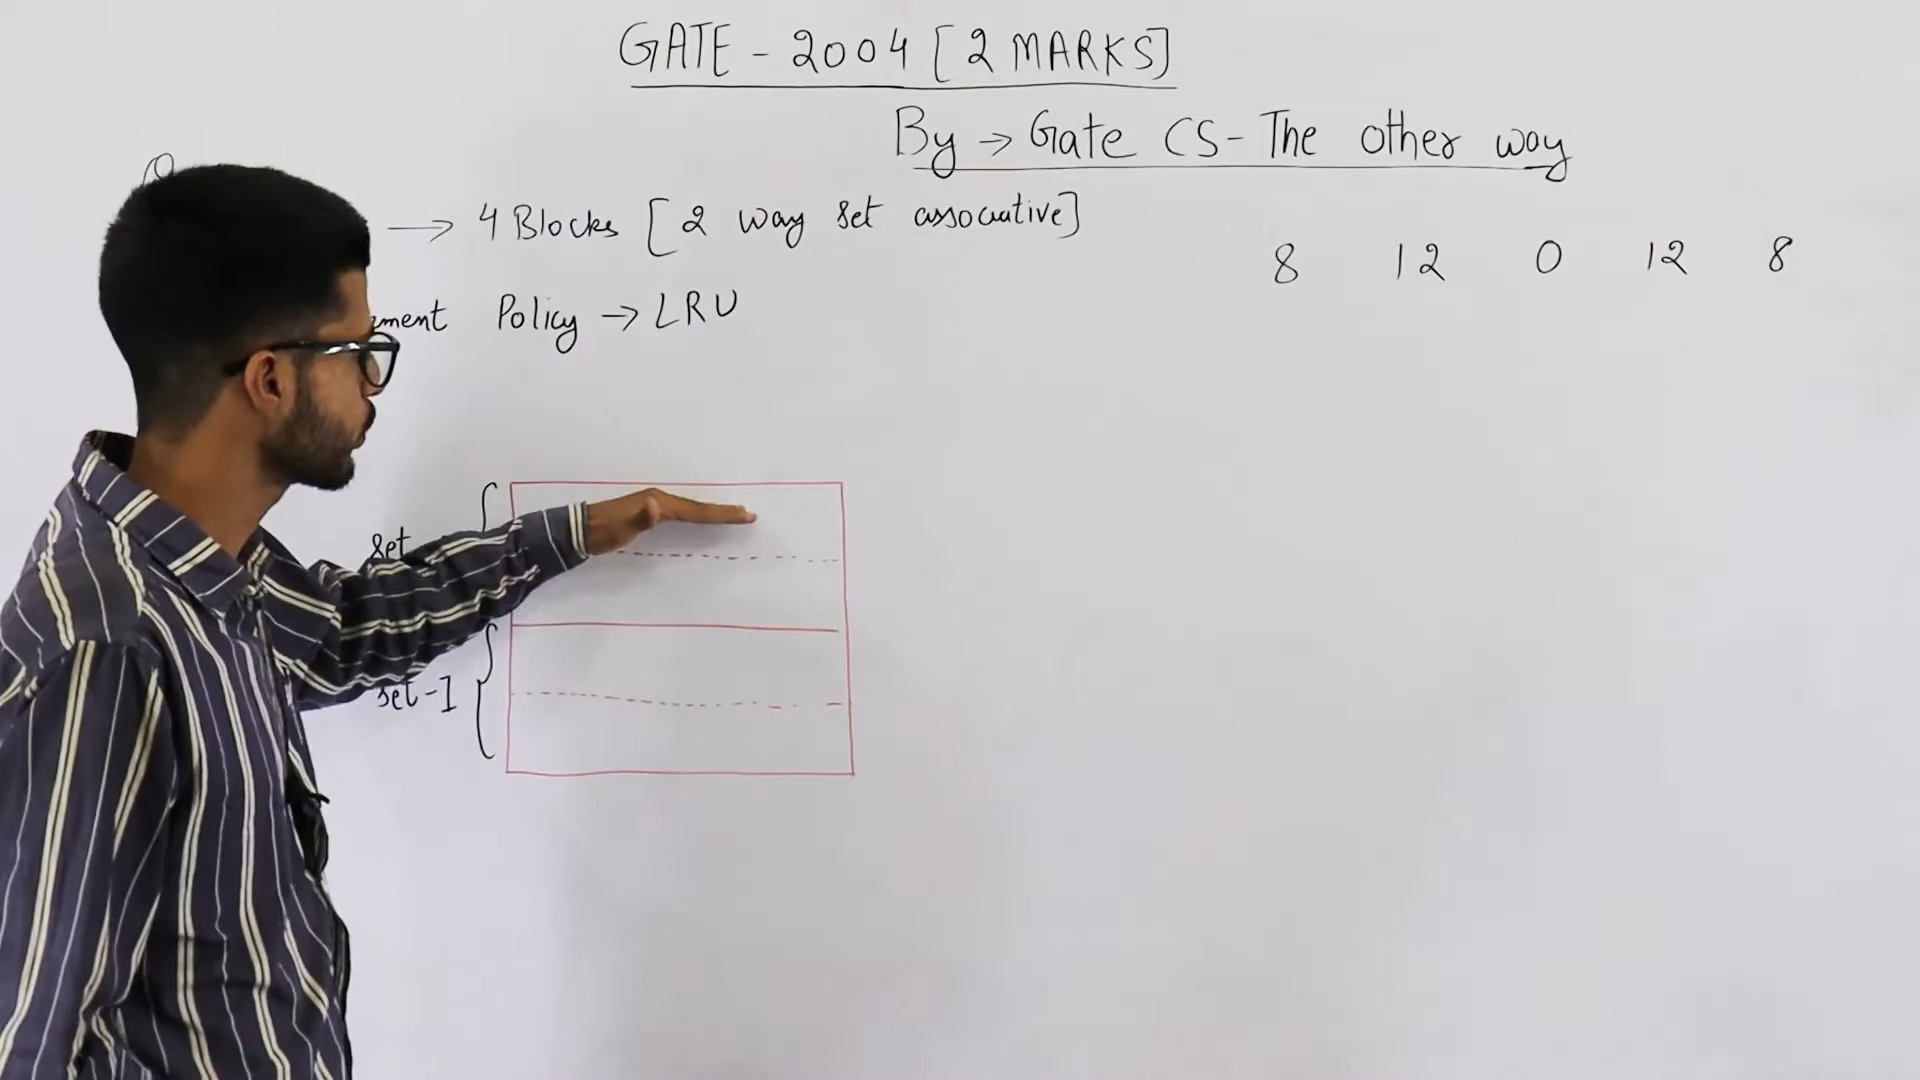 GATE - 2004 [2 MARKS]
By → Gate CS - The other way
→ 4 Blocks [2 way set associative]
8 12 0 12 8
Policy → LRU
set
set-1